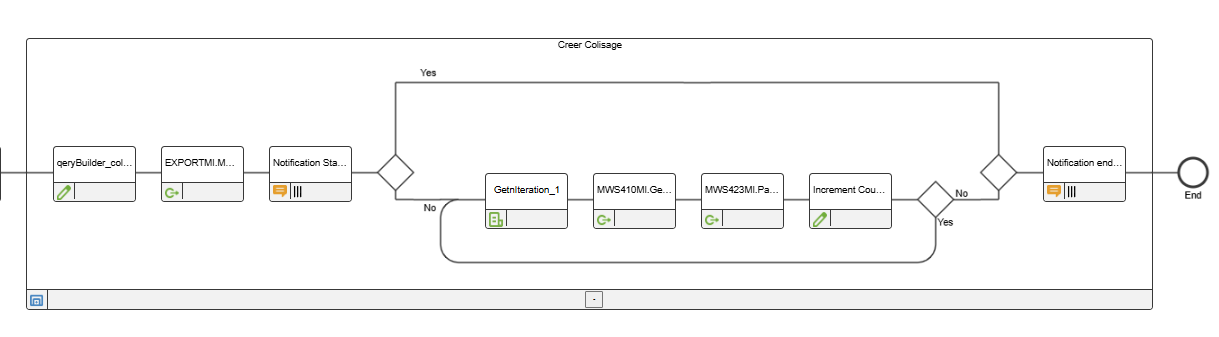 Creer Colisage
Yes
qeryBuilder_col...
EXPORTMI.M...
Notification Sta...
No
GetnIteration_1
MWS410MI.Ge...
MWS423MI.Pa...
Increment Cou...
No
Yes
Notification end...
End
-